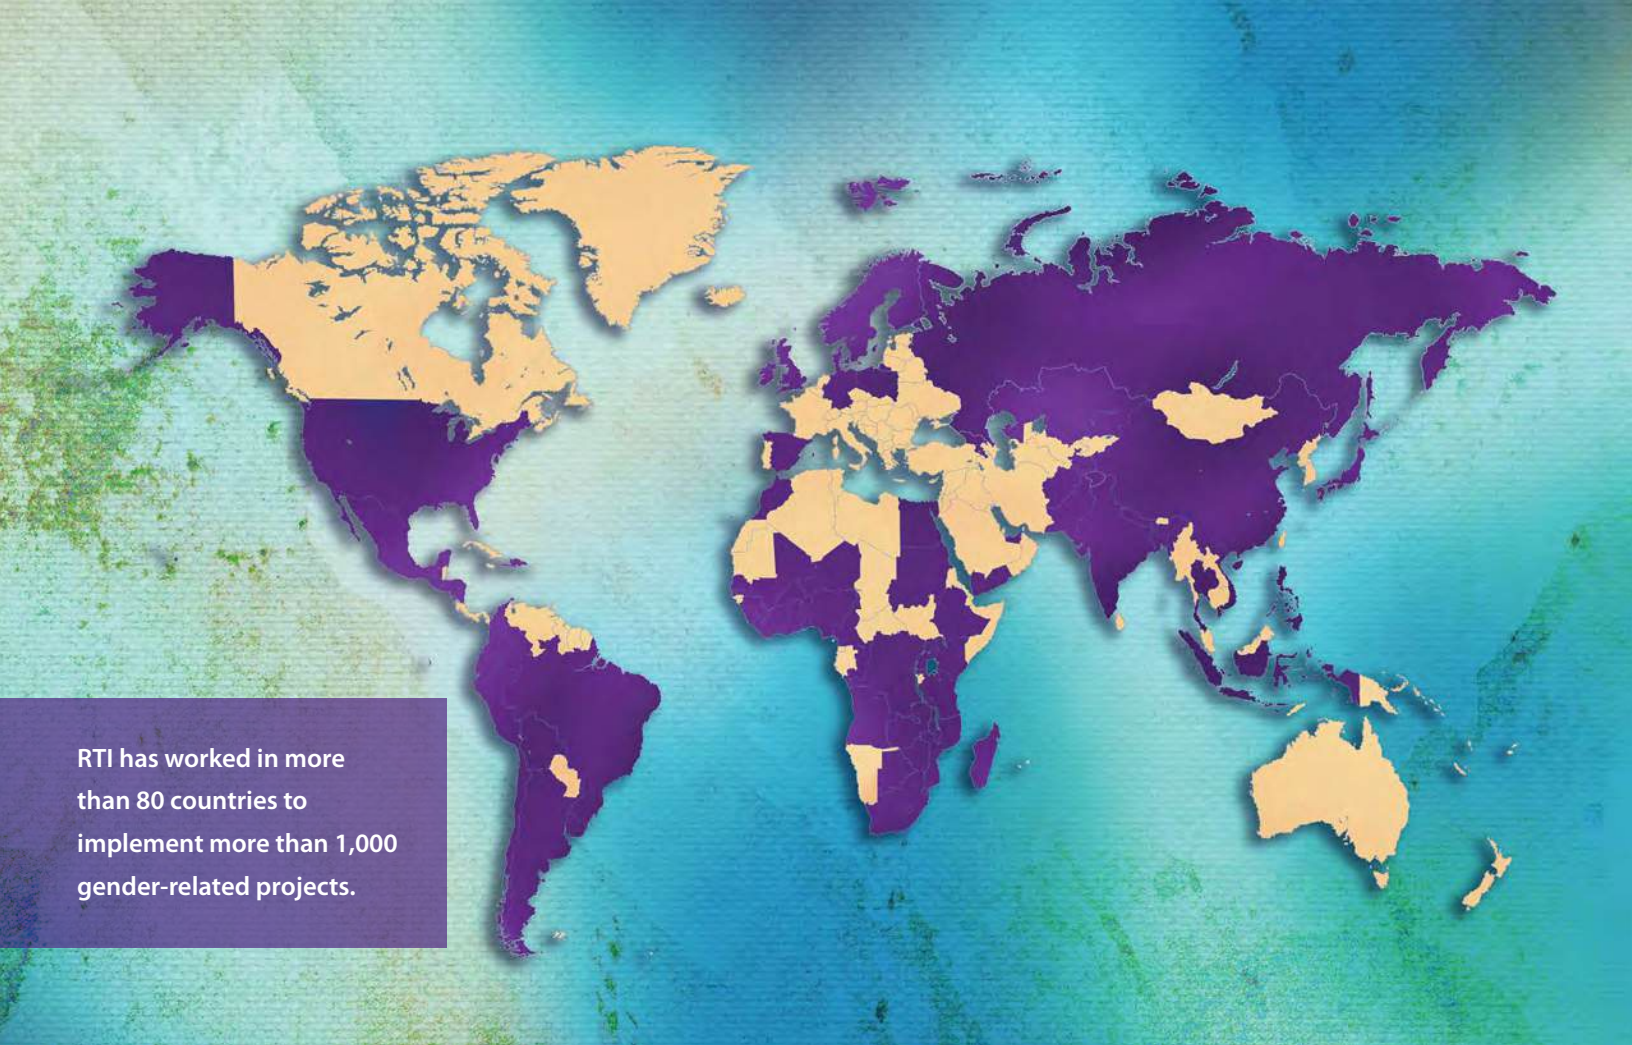 RTI has worked in more
than 80 countries to
implement more than 1,000
gender-related projects.